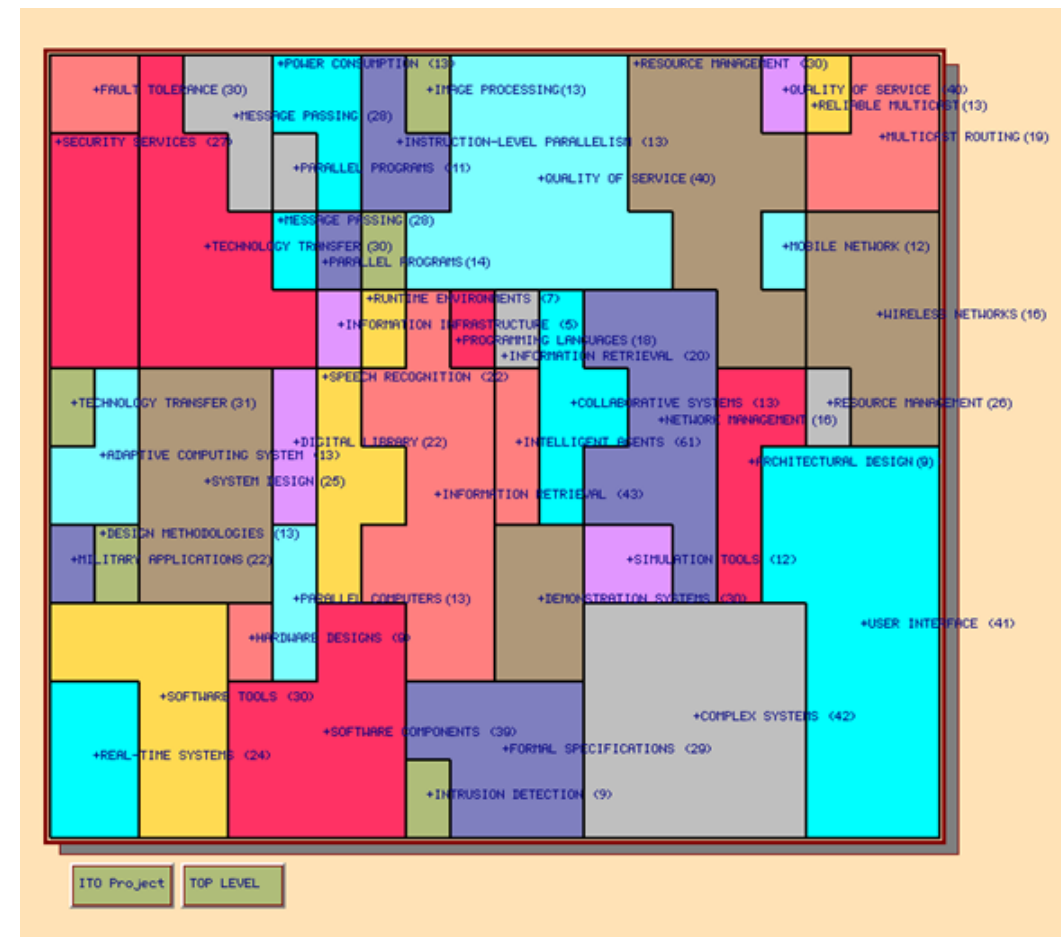 +POWER CONSUMPTION (13)
+RESOURCE MANAGEMENT (30)
+FAULT TOLERANCE (30)
+IMAGE PROCESSING (13)
+QUALITY OF SERVICE (40)
+RELIABLE MULTICAST (13)
+MESSAGE PASSING (28)
+MULTICAST ROUTING (19)
+SECURITY SERVICES (27)
+INSTRUCTION-LEVEL PARALLELISM (13)
+PARALLEL PROGRAMS (11)
+QUALITY OF SERVICE (40)
+MESSAGE PASSING (28)
+TECHNOLOGY TRANSFER (30)
+MOBILE NETWORK (12)
+PARALLEL PROGRAMS (14)
+RUNTIME ENVIRONMENTS (7)
+WIRELESS NETWORKS (16)
+INFORMATION INFRASTRUCTURE (5)
+PROGRAMMING LANGUAGES (18)
+INFORMATION RETRIEVAL (20)
+SPEECH RECOGNITION (22)
+TECHNOLOGY TRANSFER (31)
+COLLABORATIVE SYSTEMS (13)
+RESOURCE MANAGEMENT (26)
+NETWORK MANAGEMENT (16)
+DIGITAL LIBRARY (22)
+INTELLIGENT AGENTS (61)
+ADAPTIVE COMPUTING SYSTEM (13)
+ARCHITECTURAL DESIGN (9)
+SYSTEM DESIGN (25)
+INFORMATION RETRIEVAL (43)
+DESIGN METHODOLOGIES (13)
+MILITARY APPLICATIONS (22)
+SIMULATION TOOLS (12)
+PARALLEL COMPUTERS (13)
+DEMONSTRATION SYSTEMS (30)
+USER INTERFACE (41)
+HARDWARE DESIGNS (9)
+SOFTWARE TOOLS (30)
+COMPLEX SYSTEMS (42)
+SOFTWARE COMPONENTS (39)
+FORMAL SPECIFICATIONS (29)
+REAL-TIME SYSTEMS (24)
+INTRUSION DETECTION (9)
ITO Project
TOP LEVEL